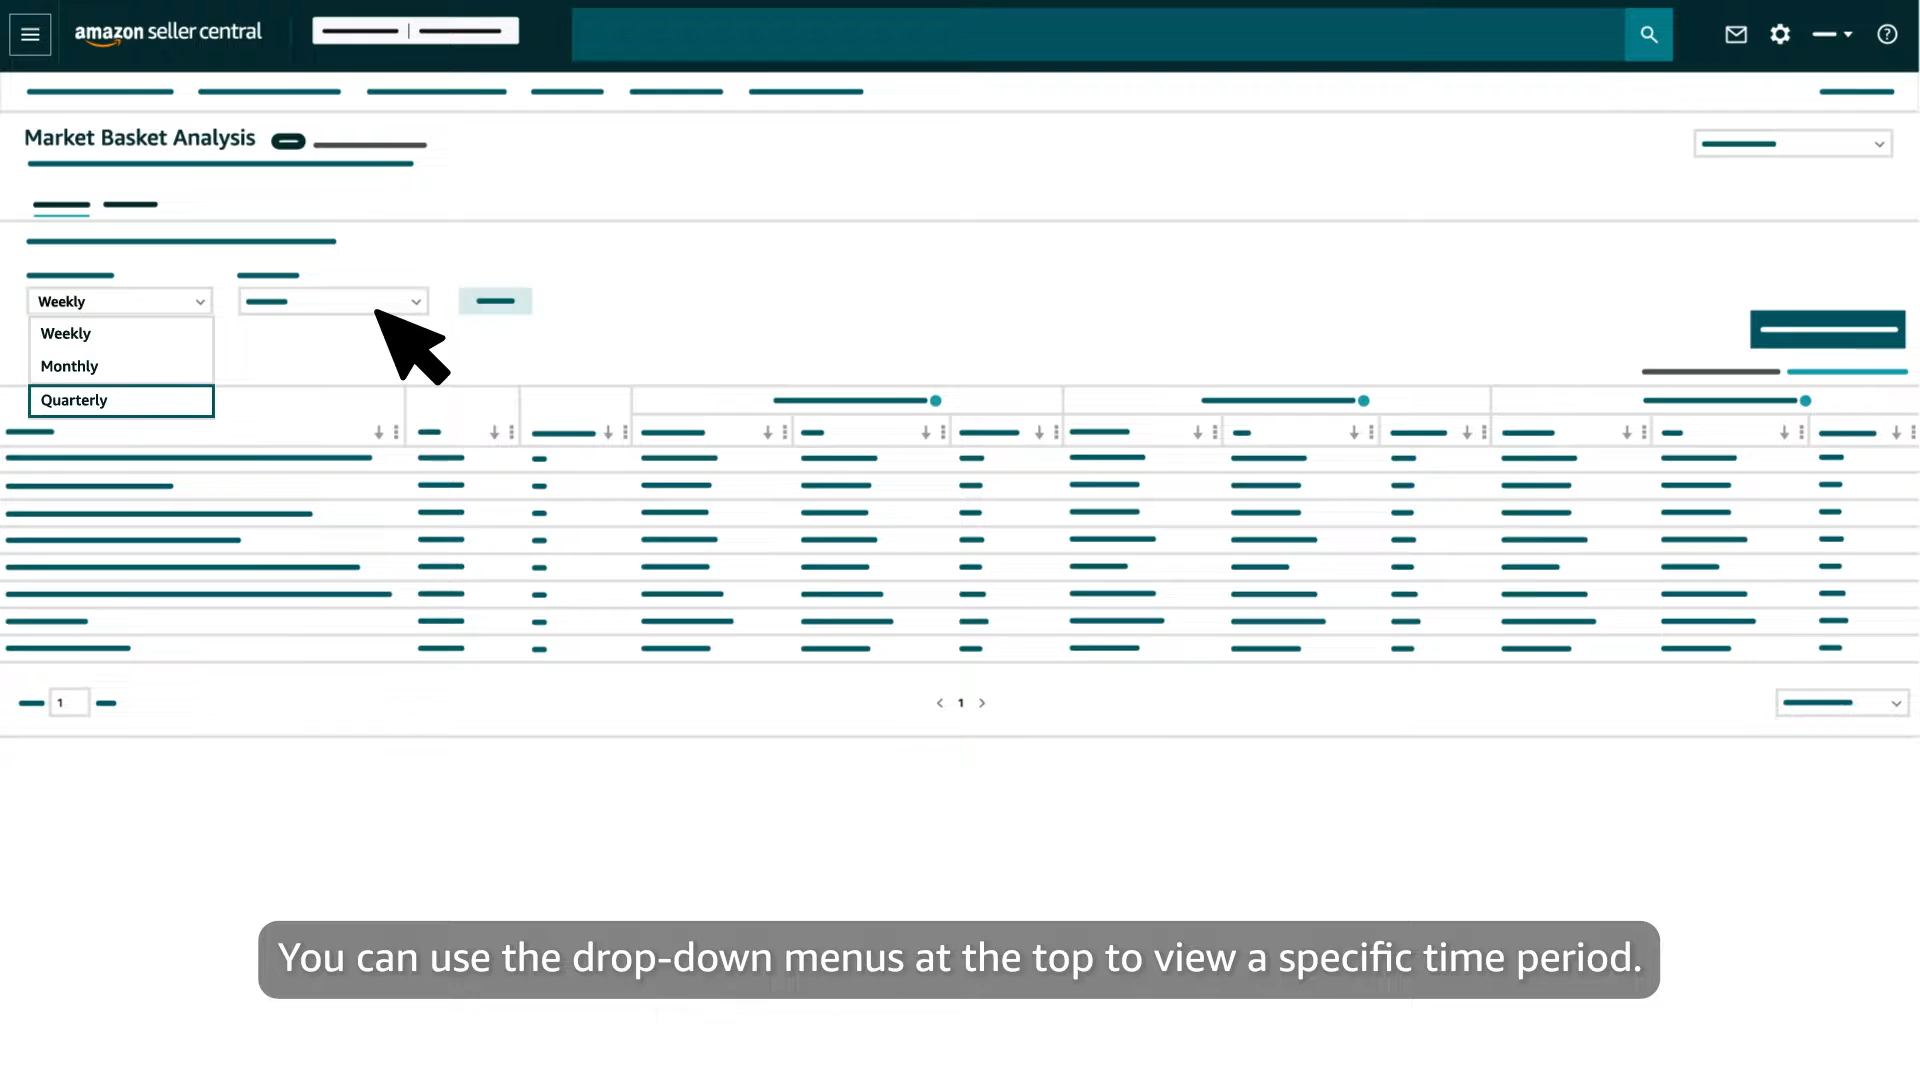 amazon seller central
Market Basket Analysis
Weekly
Weekly
Monthly
Quarterly
1
1
You can use the drop-down menus at the top to view a specific time period.